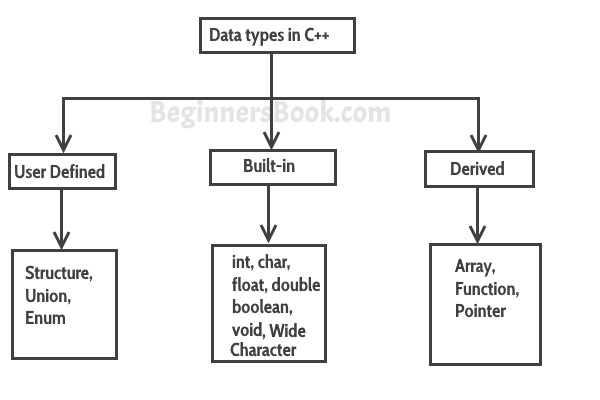 Data types in C++
BeginnersBook.com
User Defined
Built-in
Derived
Structure,
Union,
Enum
int, char,
float, double
boolean,
void, Wide
Character
Array,
Function,
Pointer